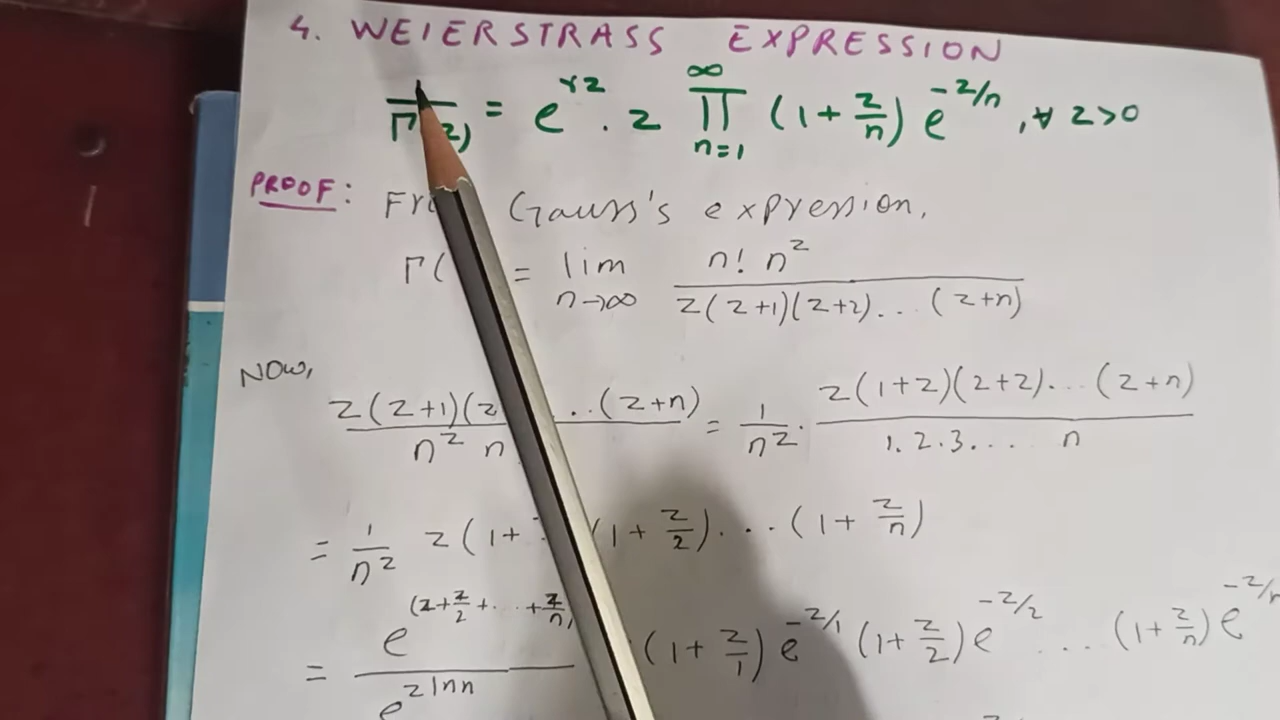 4. WEIERSTRASS EXPRESSION
Γ(z) = e^γz . z ∏_{n=1}^{∞} (1+z/n) e^{-z/n}, ∀ z>0
PROOF: Gauss's expression,
Γ( = lim_{n→∞} n! n^z / z(z+1)(z+2)...(z+n)
NOW,
z(z+1)(z ...(z+n) / n^z n = 1/n^z . z(1+z)(2+z)...(z+n) / 1.2.3... n
= 1/n^z z(1+ (1+z/2)...(1+z/n)
= e^{(z+z/2+...+z/n)} / e^{z ln n} (1+z/1) e^{-z/1} (1+z/2) e^{-z/2} .... (1+z/n) e^{-z/n}